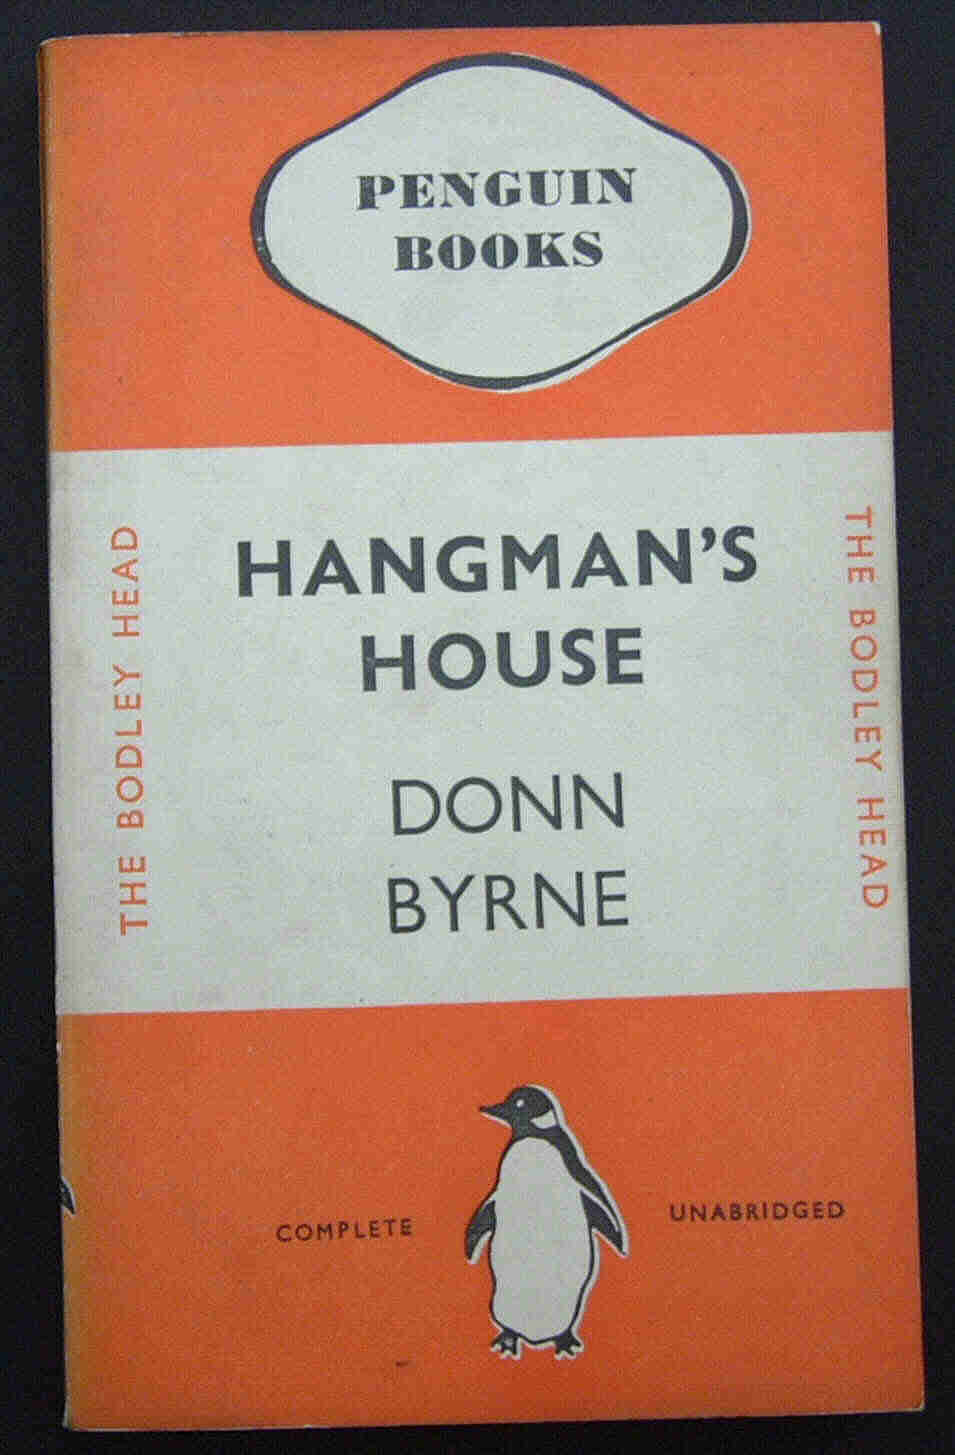 PENGUIN
BOOKS
THE BODLEY HEAD
HANGMAN'S
HOUSE
DONN
BYRNE
THE BODLEY HEAD
COMPLETE
UNABRIDGED